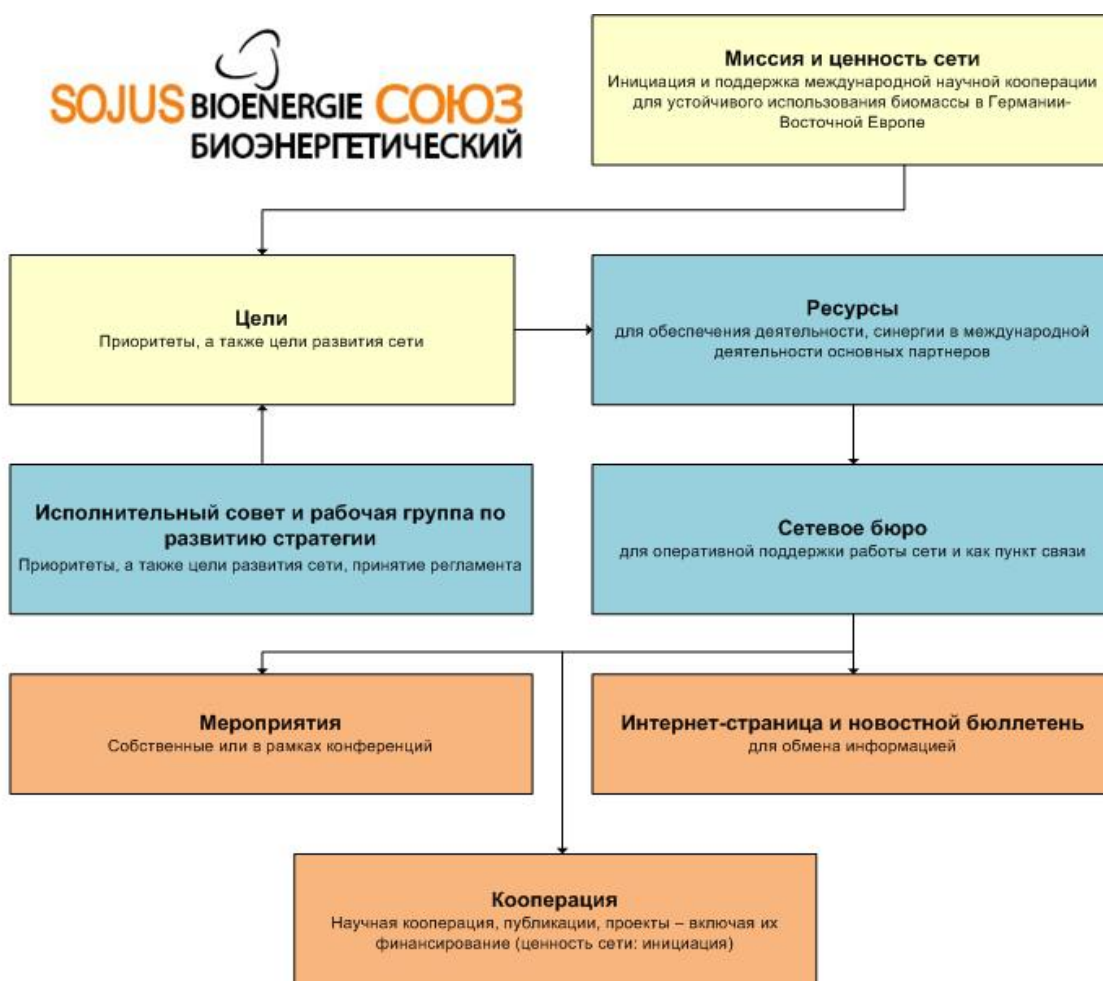 SOJUS BIOENERGIE СОЮЗ
БИОЭНЕРГЕТИЧЕСКИЙ
Миссия и ценность сети
Инициация и поддержка международной научной кооперации
для устойчивого использования биомассы в Германии-
Восточной Европе
Цели
Приоритеты, а также цели развития сети
Ресурсы
для обеспечения деятельности, синергии в международной
деятельности основных партнеров
Исполнительный совет и рабочая группа по
развитию стратегии
Приоритеты, а также цели развития сети, принятие регламента
Сетевое бюро
для оперативной поддержки работы сети и как пункт связи
Мероприятия
Собственные или в рамках конференций
Интернет-страница и новостной бюллетень
для обмена информацией
Кооперация
Научная кооперация, публикации, проекты – включая их
финансирование (ценность сети: инициация)